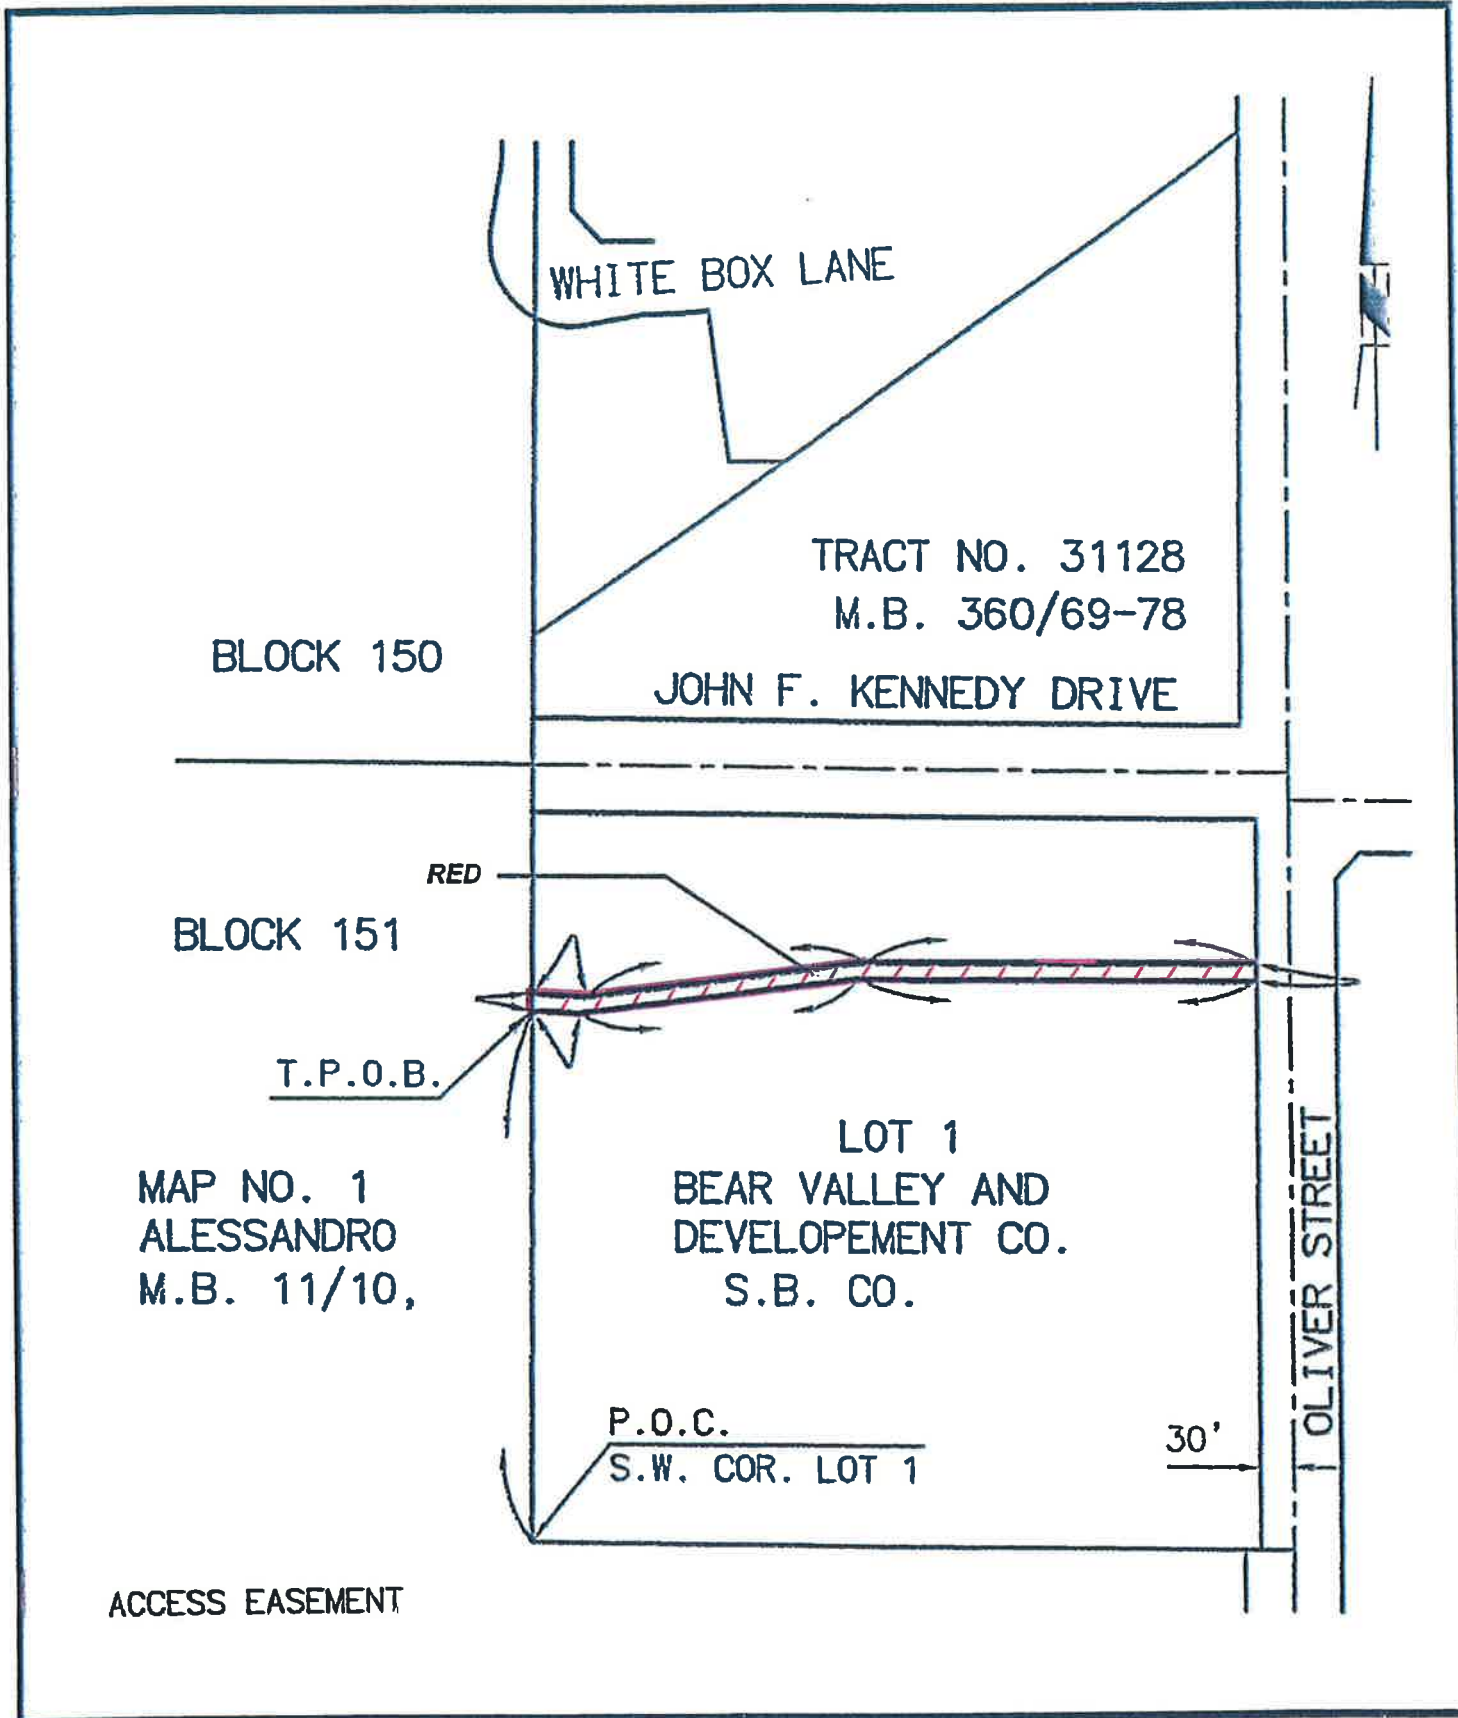 WHITE BOX LANE
TRACT NO. 31128
M.B. 360/69-78
BLOCK 150
JOHN F. KENNEDY DRIVE
RED
BLOCK 151
T.P.O.B.
LOT 1
BEAR VALLEY AND
DEVELOPEMENT CO.
S.B. CO.
MAP NO. 1
ALESSANDRO
M.B. 11/10,
OLIVER STREET
P.O.C.
S.W. COR. LOT 1
30'
ACCESS EASEMENT